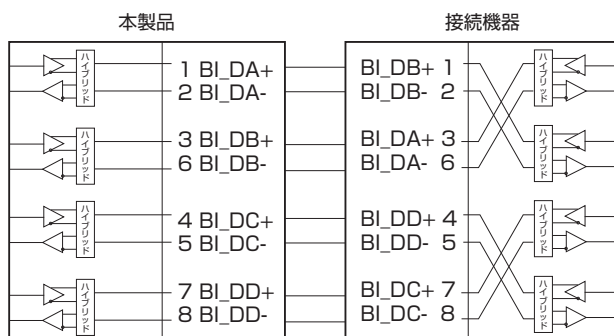 本製品
接続機器
ハイブリッド
1 BI_DA+
2 BI_DA-
ハイブリッド
3 BI_DB+
6 BI_DB-
ハイブリッド
4 BI_DC+
5 BI_DC-
ハイブリッド
7 BI_DD+
8 BI_DD-
BI_DB+ 1
BI_DB- 2
ハイブリッド
BI_DA+ 3
BI_DA- 6
ハイブリッド
BI_DD+ 4
BI_DD- 5
ハイブリッド
BI_DC+ 7
BI_DC- 8
ハイブリッド